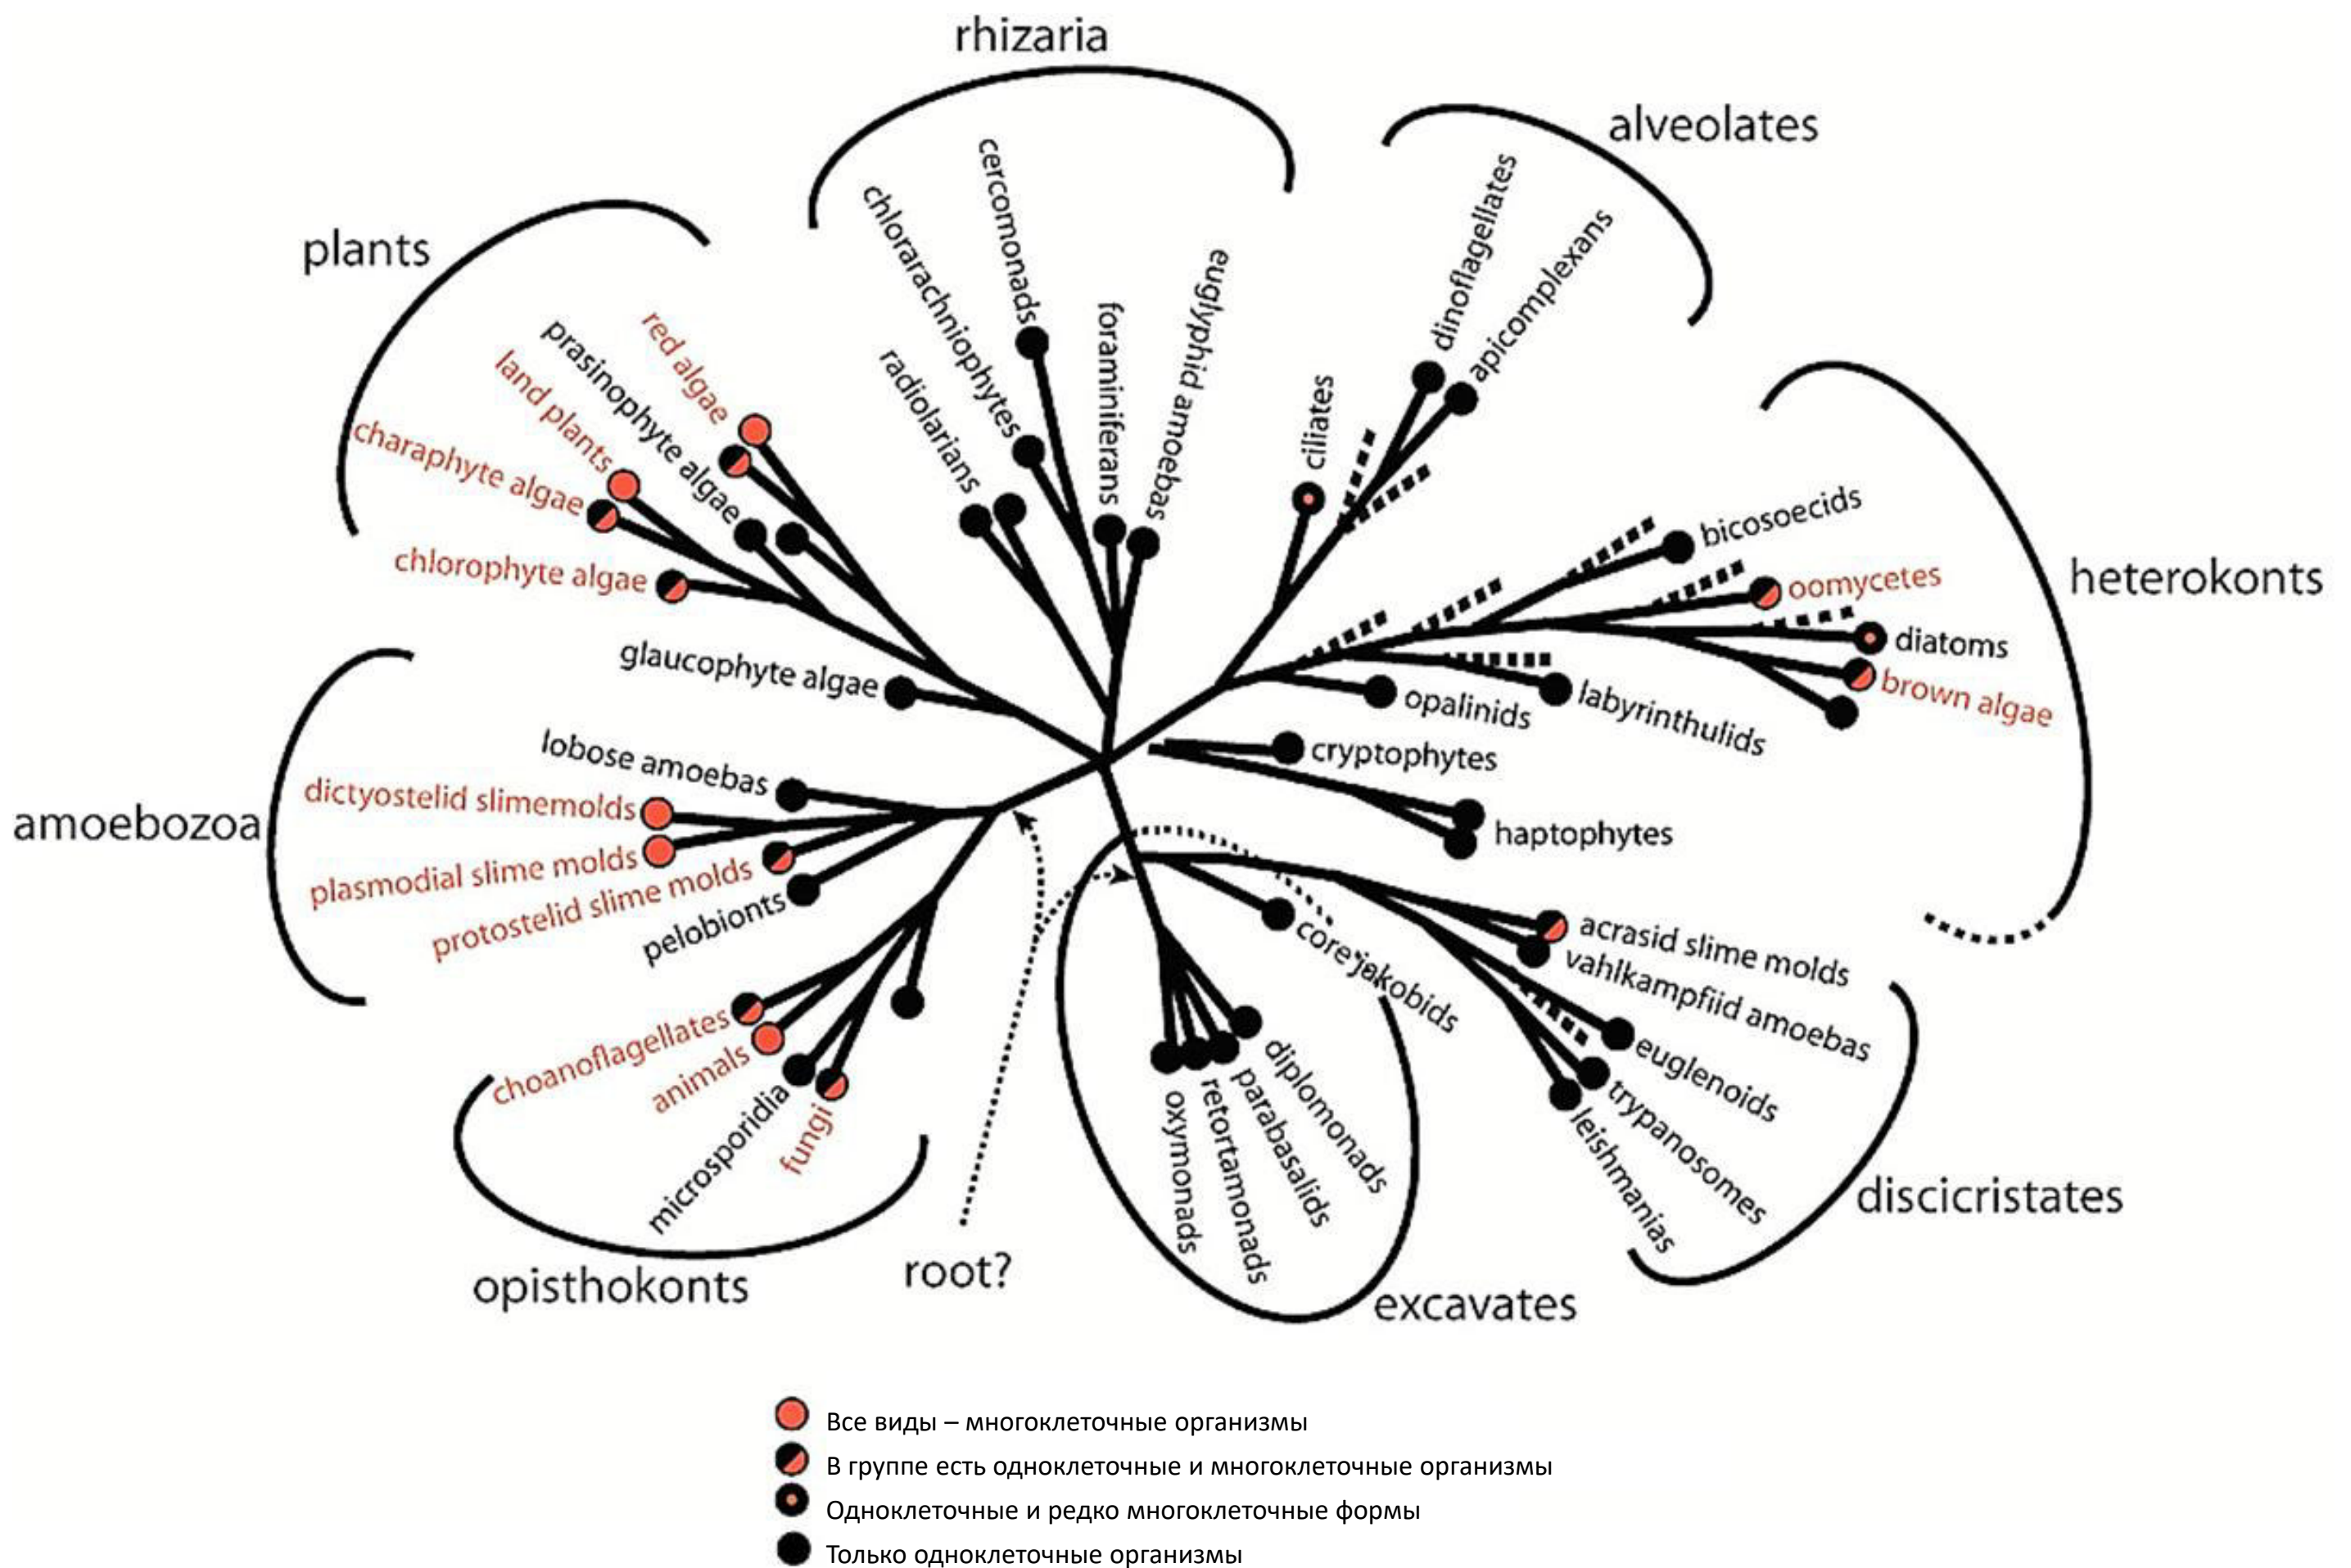 rhizaria
alveolates
plants
heterokonts
amoebozoa
opisthokonts
root?
excavates
discicristates
cercomonads
chlorarachniophytes
radiolarians
foraminiferans
euglyphid amoebas
dinoflagellates
apicomplexans
ciliates
red algae
prasinophyte algae
land plants
charaphyte algae
chlorophyte algae
glaucophyte algae
bicosoecids
oomycetes
diatoms
brown algae
labyrinthulids
opalinids
cryptophytes
haptophytes
lobose amoebas
dictyostelid slimemolds
plasmodial slime molds
protostelid slime molds
pelobionts
choanoflagellates
animals
microsporidia
fungi
core jakobids
acrasid slime molds
vahlkampfiid amoebas
euglenoids
trypanosomes
leishmanias
diplomonads
parabasalids
retortamonads
oxymonads
Все виды – многоклеточные организмы
В группе есть одноклеточные и многоклеточные организмы
Одноклеточные и редко многоклеточные формы
Только одноклеточные организмы